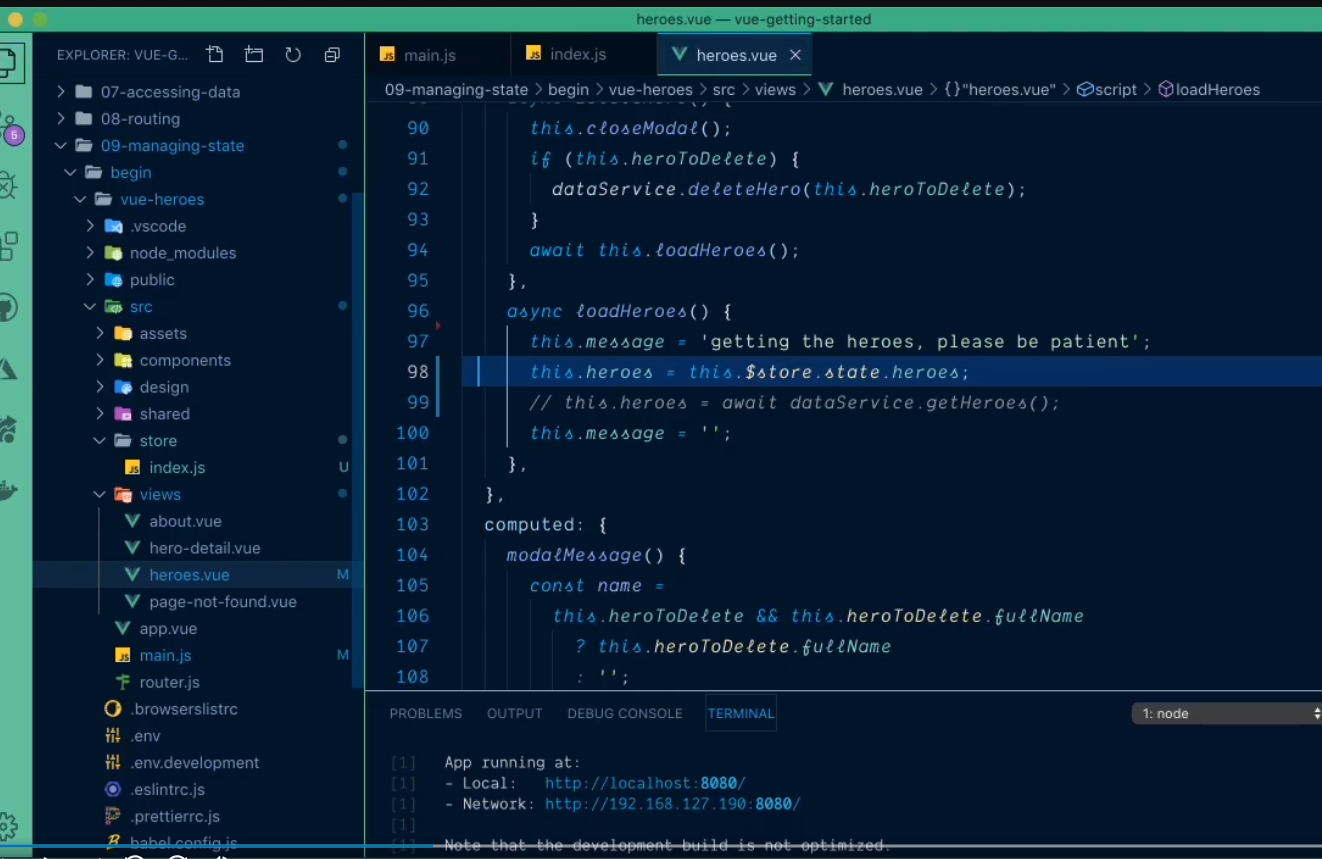 heroes.vue — vue-getting-started
EXPLORER: VUE-G...
main.js
index.js
heroes.vue
09-managing-state > begin > vue-heroes > src > views > heroes.vue > {}"heroes.vue" > script > loadHeroes
07-accessing-data
08-routing
09-managing-state
begin
vue-heroes
.vscode
node_modules
public
src
assets
components
design
shared
store
index.js U
views
about.vue
hero-detail.vue
heroes.vue M
page-not-found.vue
app.vue
main.js M
router.js
.browserslistrc
.env
.env.development
.eslintrc.js
.prettierrc.js
babel.config.js
5
90 this.closeModal();
91 if (this.heroToDelete) {
92 dataService.deleteHero(this.heroToDelete);
93 }
94 await this.loadHeroes();
95 },
96 async loadHeroes() {
97 this.message = 'getting the heroes, please be patient';
98 this.heroes = this.$store.state.heroes;
99 // this.heroes = await dataService.getHeroes();
100 this.message = '';
101 },
102 },
103 computed: {
104 modalMessage() {
105 const name =
106 this.heroToDelete && this.heroToDelete.fullName
107 ? this.heroToDelete.fullName
108 : '';
PROBLEMS OUTPUT DEBUG CONSOLE TERMINAL
1: node
[1] App running at:
[1] - Local: http://localhost:8080/
[1] - Network: http://192.168.127.190:8080/
[1]
[1] Note that the development build is not optimized.